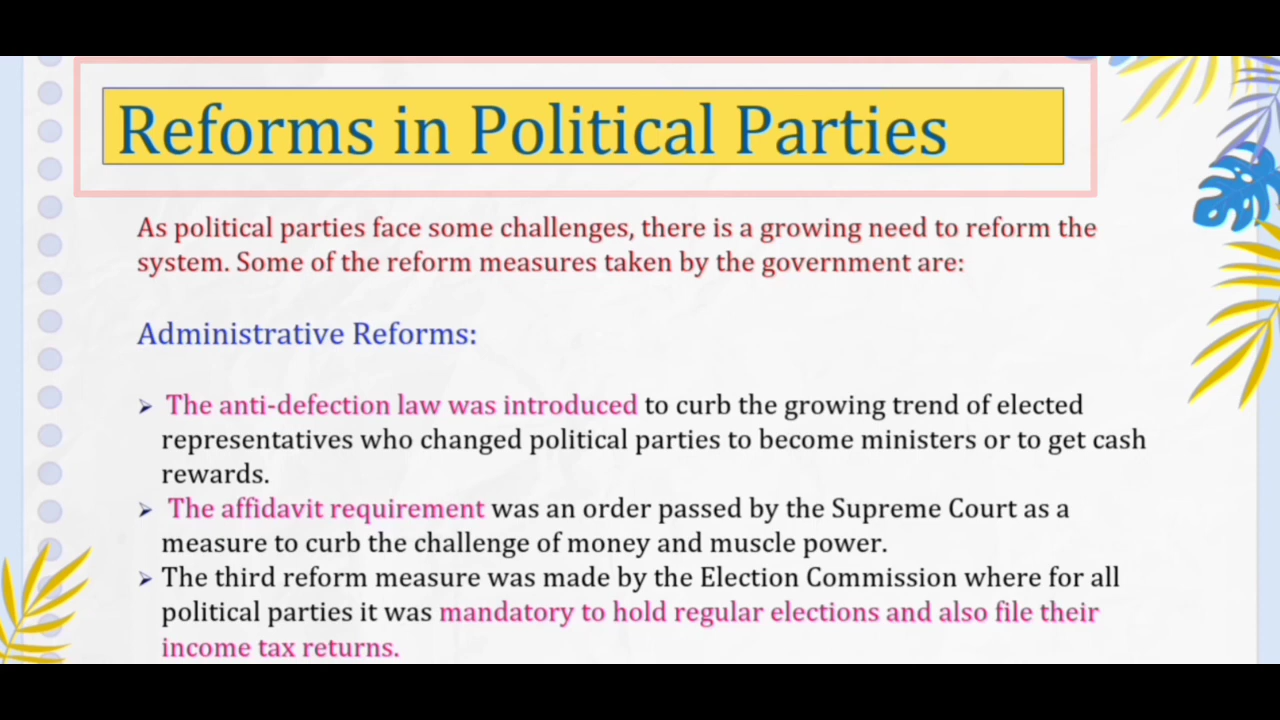 Reforms in Political Parties
As political parties face some challenges, there is a growing need to reform the
system. Some of the reform measures taken by the government are:
Administrative Reforms:
➢ The anti-defection law was introduced to curb the growing trend of elected
representatives who changed political parties to become ministers or to get cash
rewards.
➢ The affidavit requirement was an order passed by the Supreme Court as a
measure to curb the challenge of money and muscle power.
➢ The third reform measure was made by the Election Commission where for all
political parties it was mandatory to hold regular elections and also file their
income tax returns.